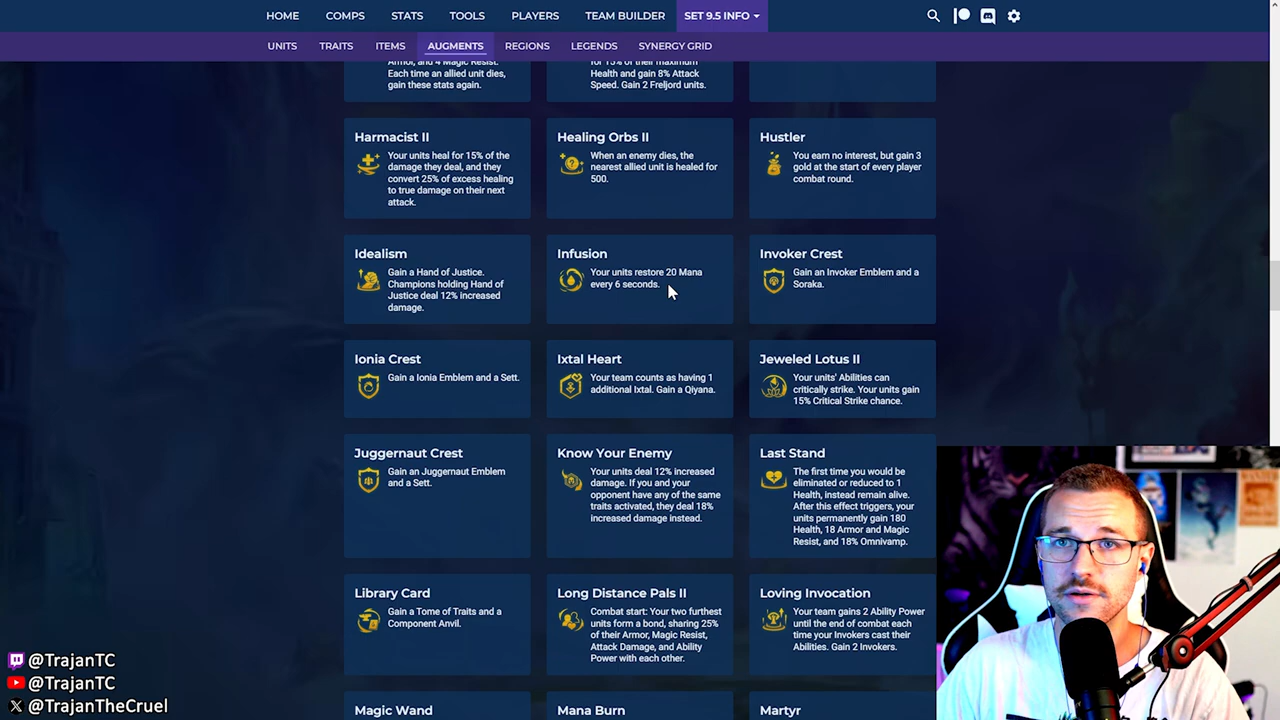 HOME COMPS STATS TOOLS PLAYERS TEAM BUILDER SET 9.5 INFO
UNITS TRAITS ITEMS AUGMENTS REGIONS LEGENDS SYNERGY GRID
Armor, and 4 Magic Resist.
Each time an allied unit dies,
gain these stats again.
for 15% of their maximum
Health and gain 8% Attack
Speed. Gain 2 Freljord units.
Harmacist II
Your units heal for 15% of the
damage they deal, and they
convert 25% of excess healing
to true damage on their next
attack.
Healing Orbs II
When an enemy dies, the
nearest allied unit is healed for
500.
Hustler
You earn no interest, but gain 3
gold at the start of every player
combat round.
Idealism
Gain a Hand of Justice.
Champions holding Hand of
Justice deal 12% increased
damage.
Infusion
Your units restore 20 Mana
every 6 seconds.
Invoker Crest
Gain an Invoker Emblem and a
Soraka.
Ionia Crest
Gain a Ionia Emblem and a Sett.
Ixtal Heart
Your team counts as having 1
additional Ixtal. Gain a Qiyana.
Jeweled Lotus II
Your units' Abilities can
critically strike. Your units gain
15% Critical Strike chance.
Juggernaut Crest
Gain an Juggernaut Emblem
and a Sett.
Know Your Enemy
Your units deal 12% increased
damage. If you and your
opponent have any of the same
traits activated, they deal 18%
increased damage instead.
Last Stand
The first time you would be
eliminated or reduced to 1
Health, instead remain alive.
After this effect triggers, your
units permanently gain 180
Health, 18 Armor and Magic
Resist, and 18% Omnivamp.
Library Card
Gain a Tome of Traits and a
Component Anvil.
Long Distance Pals II
Combat start: Your two furthest
units form a bond, sharing 25%
of their Armor, Magic Resist,
Attack Damage, and Ability
Power with each other.
Loving Invocation
Your team gains 2 Ability Power
until the end of combat each
time your Invokers cast their
Abilities. Gain 2 Invokers.
Magic Wand
Mana Burn
Martyr
@TrajanTC
@TrajanTC
@TrajanTheCruel